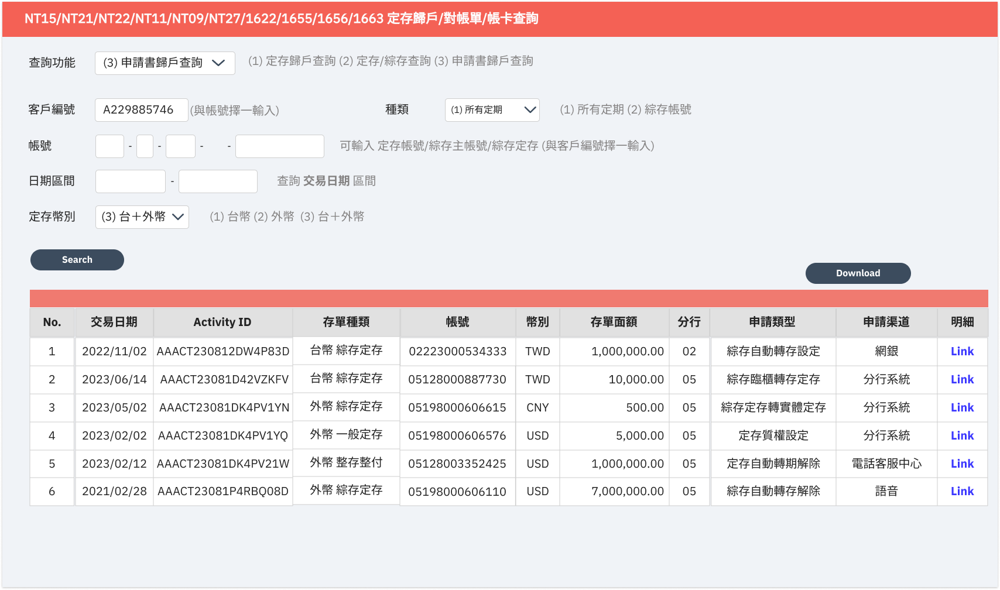 NT15/NT21/NT22/NT11/NT09/NT27/1622/1655/1656/1663 定存歸戶/對帳單/帳卡查詢
查詢功能 (3) 申請書歸戶查詢 (1) 定存歸戶查詢 (2) 定存/綜存查詢 (3) 申請書歸戶查詢
客戶編號 A229885746 (與帳號擇一輸入) 種類 (1) 所有定期 (1) 所有定期 (2) 綜存帳號
帳號 - - - - 可輸入 定存帳號/綜存主帳號/綜存定存 (與客戶編號擇一輸入)
日期區間 - 查詢 交易日期 區間
定存幣別 (3) 台＋外幣 (1) 台幣 (2) 外幣 (3) 台＋外幣
Search
Download
No. 交易日期 Activity ID 存單種類 帳號 幣別 存單面額 分行 申請類型 申請渠道 明細
1 2022/11/02 AAACT230812DW4P83D 台幣 綜存定存 02223000534333 TWD 1,000,000.00 02 綜存自動轉存設定 網銀 Link
2 2023/06/14 AAACT23081D42VZKFV 台幣 綜存定存 05128000887730 TWD 10,000.00 05 綜存臨櫃轉存定存 分行系統 Link
3 2023/05/02 AAACT23081DK4PV1YN 外幣 綜存定存 05198000606615 CNY 500.00 05 綜存定存轉實體定存 分行系統 Link
4 2023/02/02 AAACT23081DK4PV1YQ 外幣 一般定存 05198000606576 USD 5,000.00 05 定存質權設定 分行系統 Link
5 2023/02/12 AAACT23081DK4PV21W 外幣 整存整付 05128003352425 USD 1,000,000.00 05 定存自動轉期解除 電話客服中心 Link
6 2021/02/28 AAACT23081P4RBQ08D 外幣 綜存定存 05198000606110 USD 7,000,000.00 05 綜存自動轉存解除 語音 Link